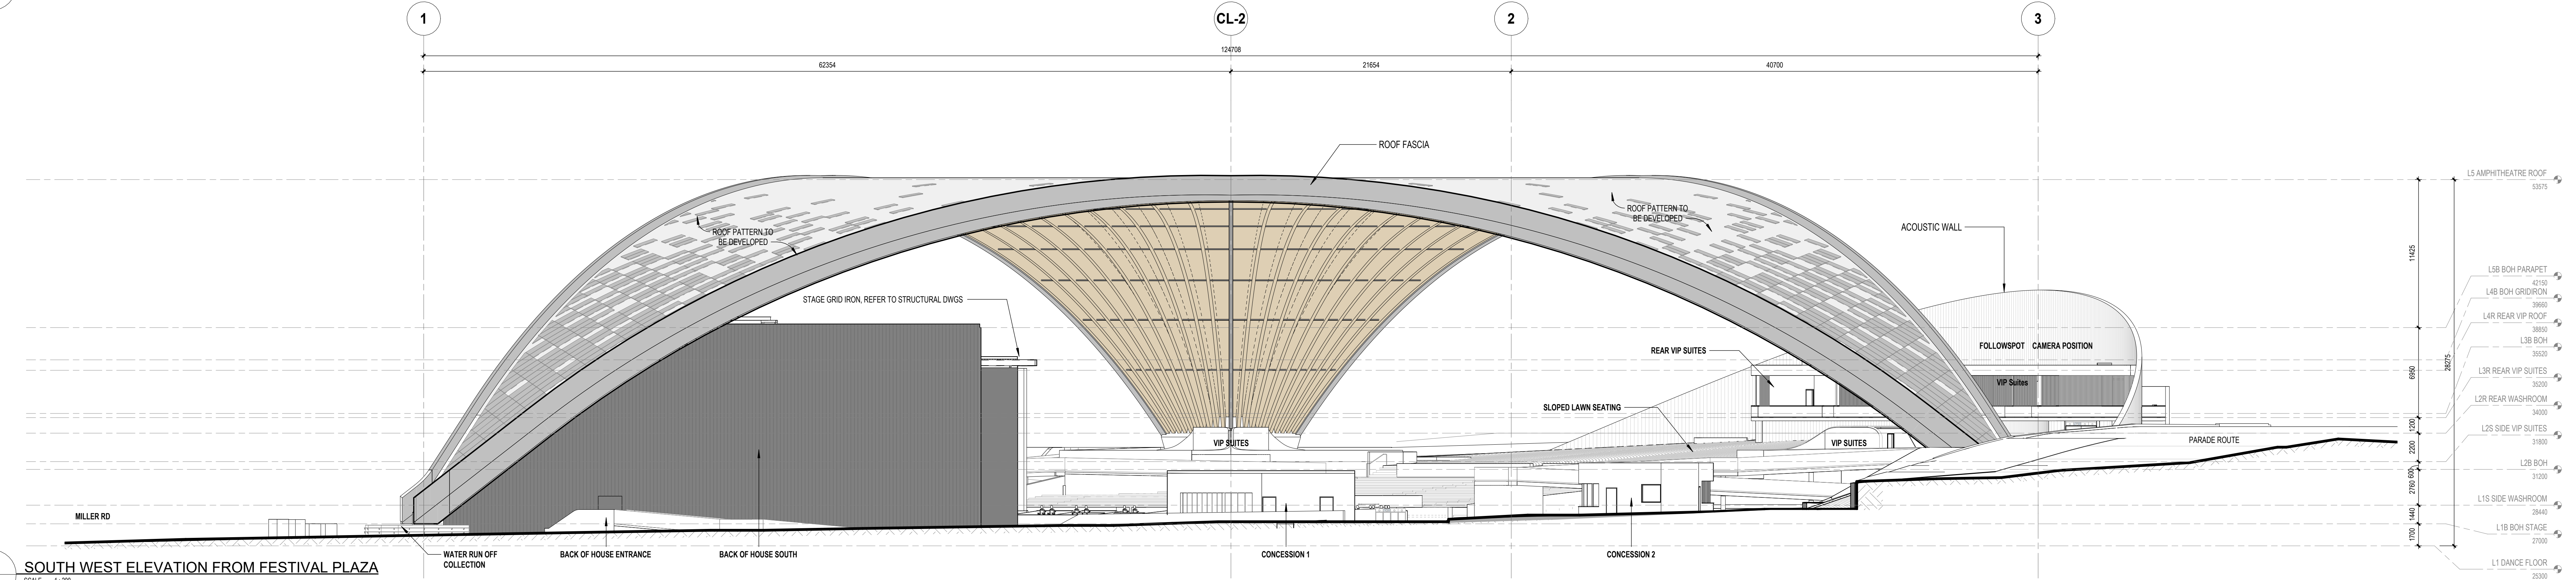 1
CL-2
2
3
124708
62354
21654
40700
ROOF FASCIA
L5 AMPHITHEATRE ROOF
53575
ROOF PATTERN TO
BE DEVELOPED
ROOF PATTERN TO
BE DEVELOPED
ACOUSTIC WALL
11425
L5B BOH PARAPET
42150
L4B BOH GRIDIRON
39660
STAGE GRID IRON, REFER TO STRUCTURAL DWGS
L4R REAR VIP ROOF
38850
L3B BOH
35520
FOLLOWSPOT CAMERA POSITION
REAR VIP SUITES
28275
6950
L3R REAR VIP SUITES
35200
VIP Suites
L2R REAR WASHROOM
34000
SLOPED LAWN SEATING
1200
L2S SIDE VIP SUITES
31800
VIP SUITES
VIP SUITES
PARADE ROUTE
2200
L2B BOH
31200
600
2760
L1S SIDE WASHROOM
28440
MILLER RD
1440
L1B BOH STAGE
27000
1700
WATER RUN OFF
COLLECTION
BACK OF HOUSE ENTRANCE
BACK OF HOUSE SOUTH
CONCESSION 1
CONCESSION 2
L1 DANCE FLOOR
25300
SOUTH WEST ELEVATION FROM FESTIVAL PLAZA